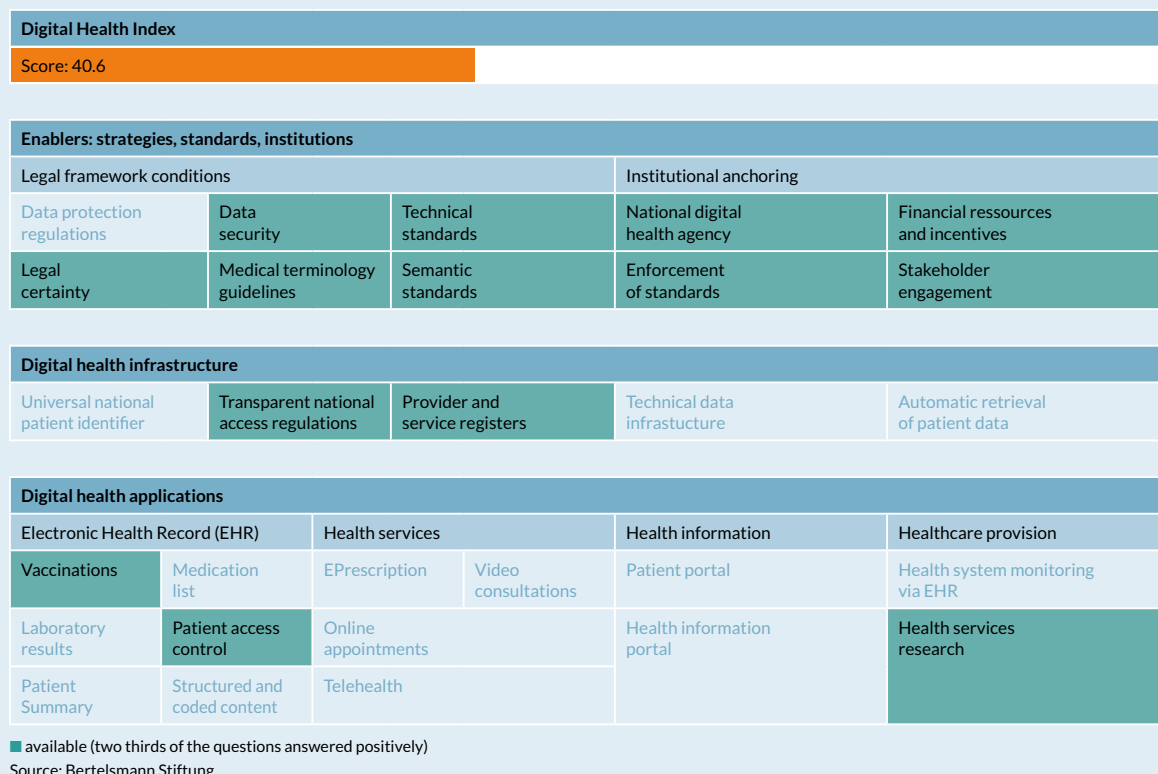 Digital Health Index
Score: 40.6
Enablers: strategies, standards, institutions
Legal framework conditions
Institutional anchoring
Data protection
regulations
Data
security
Technical
standards
National digital
health agency
Financial ressources
and incentives
Legal
certainty
Medical terminology
guidelines
Semantic
standards
Enforcement
of standards
Stakeholder
engagement
Digital health infrastructure
Universal national
patient identifier
Transparent national
access regulations
Provider and
service registers
Technical data
infrastucture
Automatic retrieval
of patient data
Digital health applications
Electronic Health Record (EHR)
Health services
Health information
Healthcare provision
Vaccinations
Medication
list
EPrescription
Video
consultations
Patient portal
Health system monitoring
via EHR
Laboratory
results
Patient access
control
Online
appointments
Health information
portal
Health services
research
Patient
Summary
Structured and
coded content
Telehealth
available (two thirds of the questions answered positively)
Source: Bertelsmann Stiftung